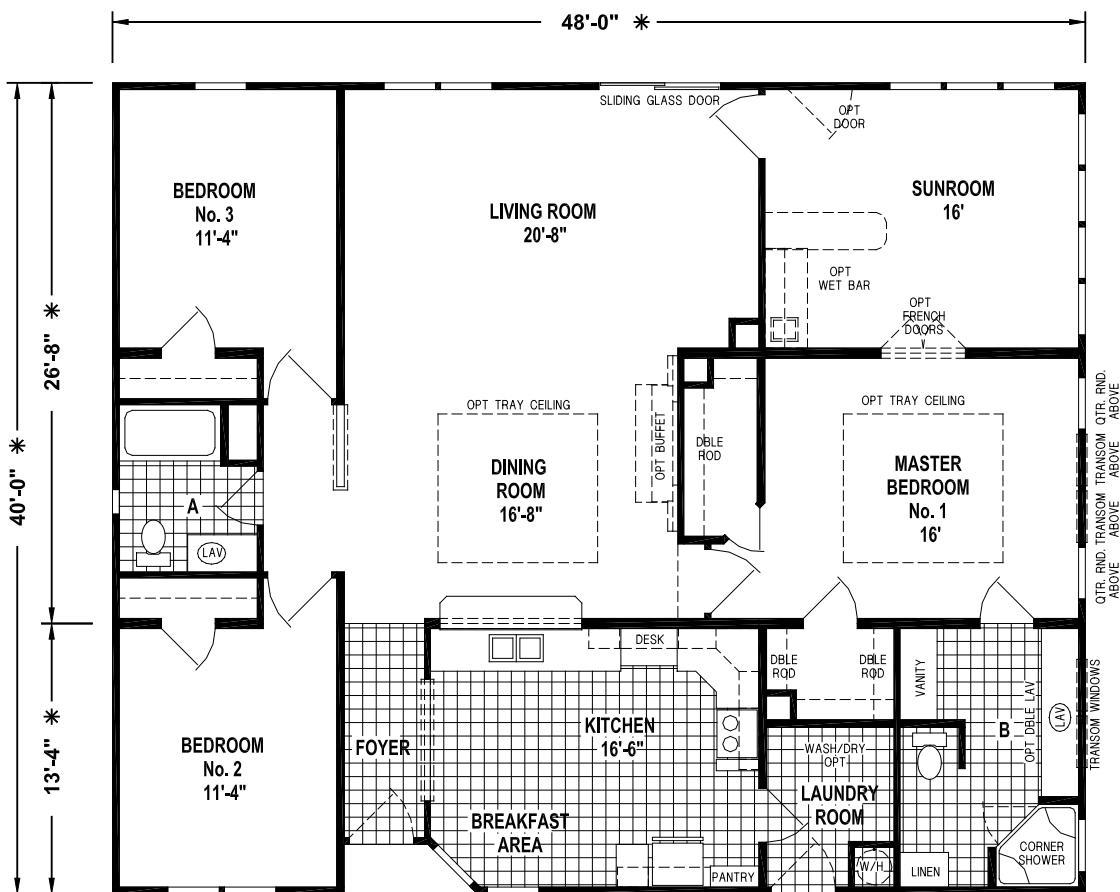 48'-0" *
40'-0" *
26'-8" *
13'-4" *
SLIDING GLASS DOOR
OPT
DOOR
BEDROOM
No. 3
11'-4"
LIVING ROOM
20'-8"
SUNROOM
16'
OPT
WET BAR
OPT
FRENCH
DOORS
OPT TRAY CEILING
OPT BUFFET
DBLE
ROD
OPT TRAY CEILING
QTR. RND.
ABOVE
TRANSOM
ABOVE
TRANSOM
ABOVE
QTR. RND.
ABOVE
DINING
ROOM
16'-8"
MASTER
BEDROOM
No. 1
16'
A
LAV
DESK
DBLE
ROD
DBLE
ROD
VANITY
OPT DBLE LAV
LAV
TRANSOM WINDOWS
B
BEDROOM
No. 2
11'-4"
FOYER
KITCHEN
16'-6"
WASH/DRY
OPT
LAUNDRY
ROOM
BREAKFAST
AREA
PANTRY
W/H
LINEN
CORNER
SHOWER